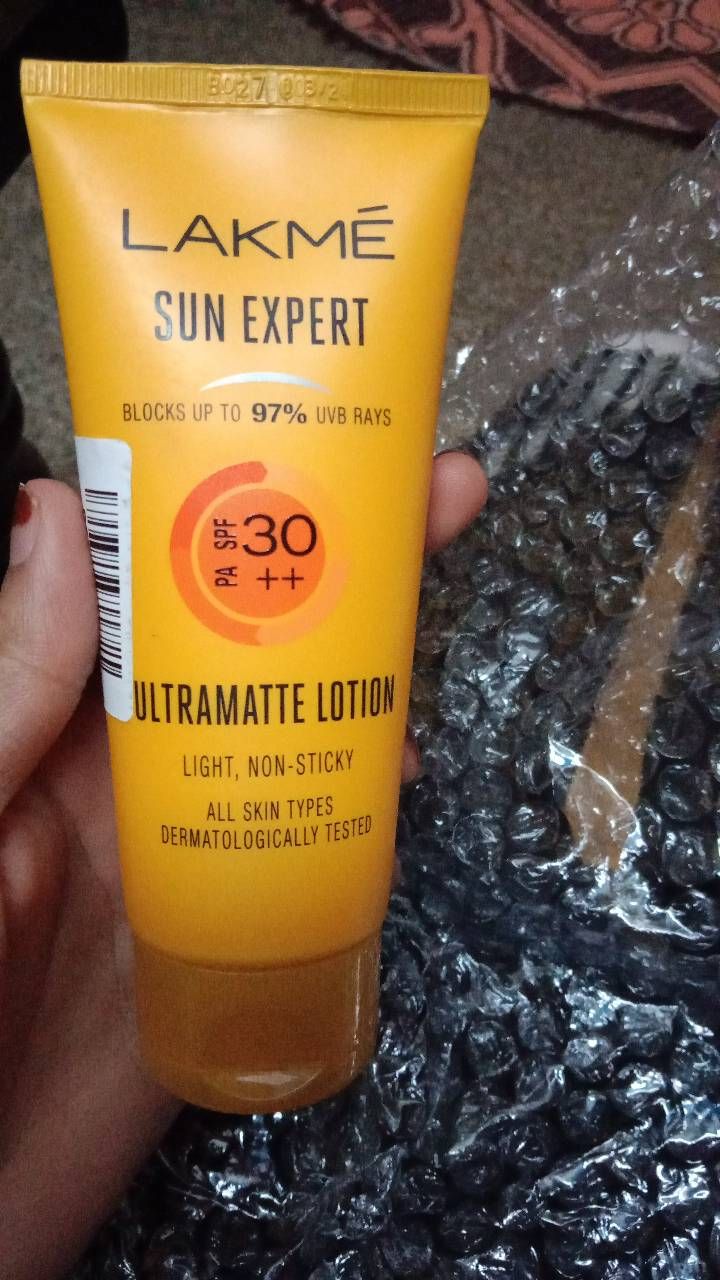 LAKMÉ
SUN EXPERT
BLOCKS UP TO 97% UVB RAYS
PA SPF 30
++
ULTRAMATTE LOTION
LIGHT, NON-STICKY
ALL SKIN TYPES
DERMATOLOGICALLY TESTED